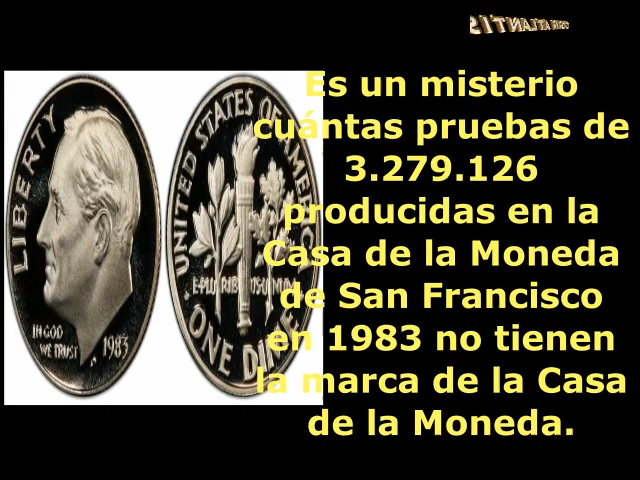 Es un misterio
cuántas pruebas de
3.279.126
producidas en la
Casa de la Moneda
de San Francisco
en 1983 no tienen
la marca de la Casa
de la Moneda.
LIBERTY
IN GOD
WE TRUST
1983
UNITED STATES OF AMERICA
E·PLURIBUS·UNUM
ONE DIME